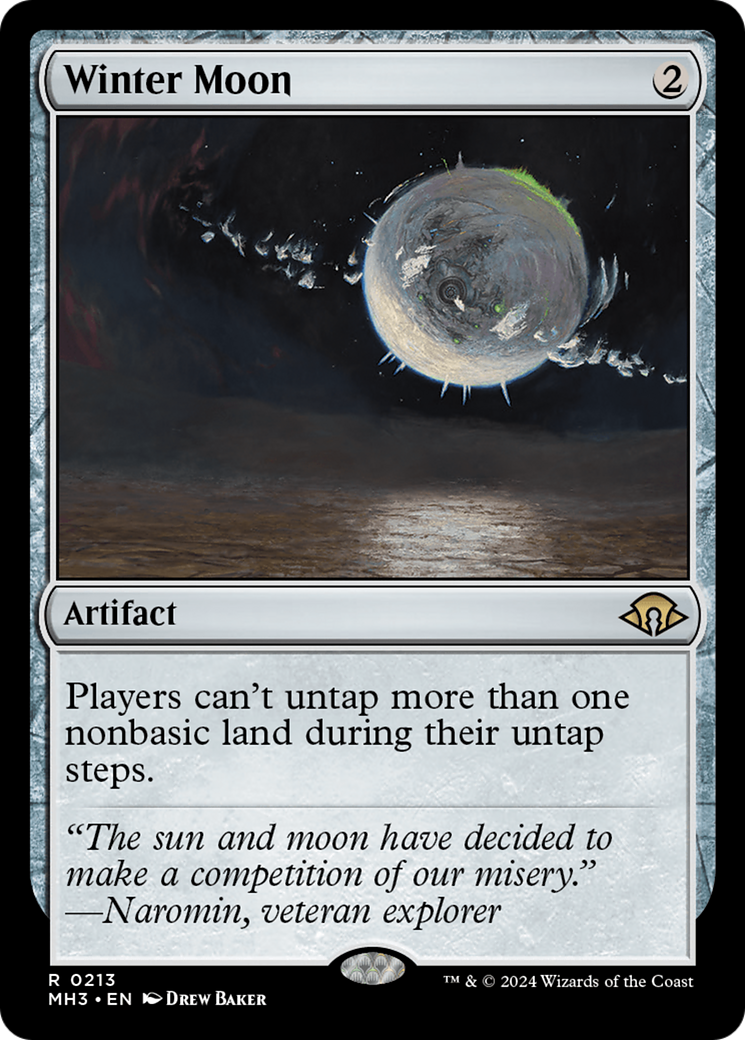 Winter Moon
2
Artifact
Players can't untap more than one
nonbasic land during their untap
steps.
“The sun and moon have decided to
make a competition of our misery.”
—Naromin, veteran explorer
R 0213
MH3 • EN Drew Baker
™ & © 2024 Wizards of the Coast